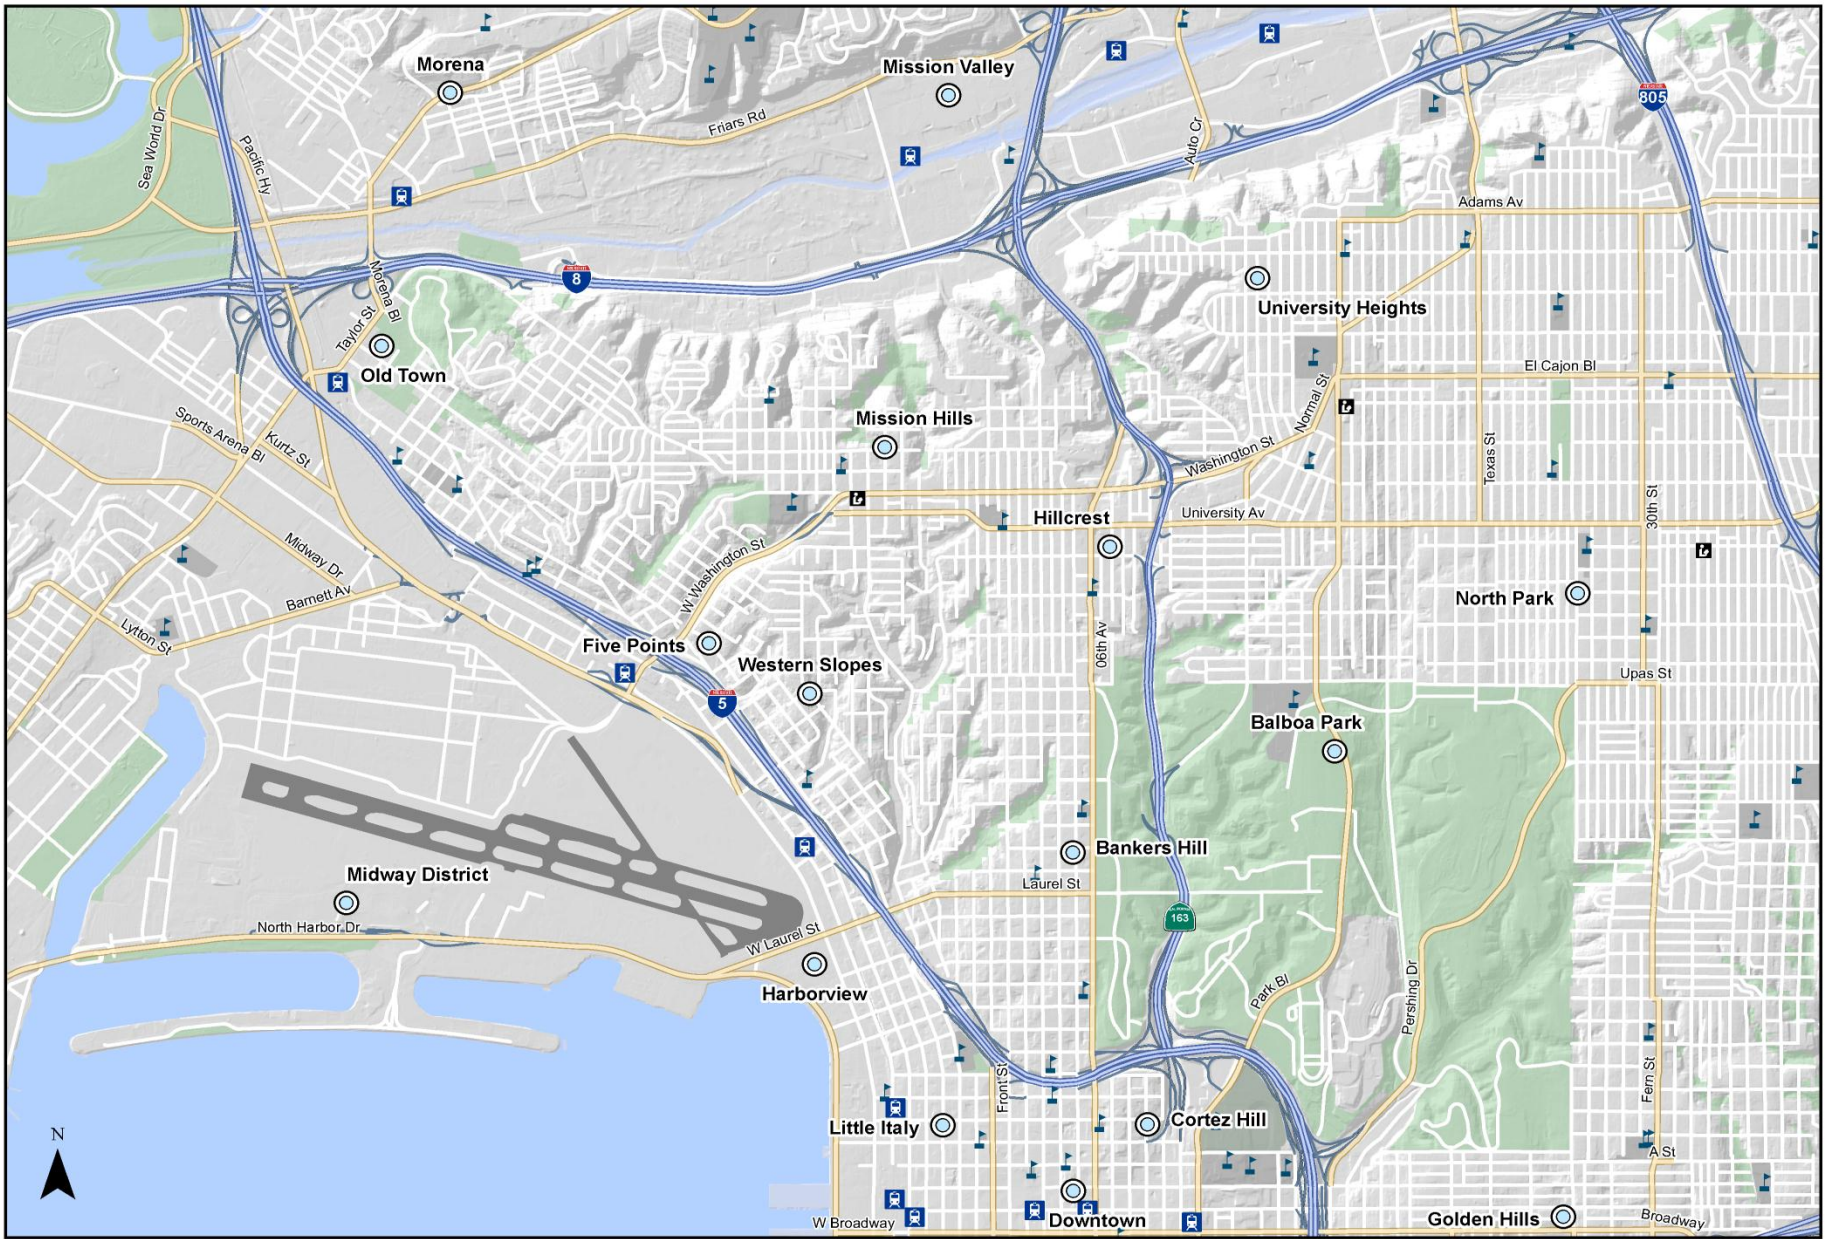 Morena
Mission Valley
805
Sea World Dr
Pacific Hy
Friars Rd
Auto Cr
Adams Av
Morena Bl
8
University Heights
Taylor St
Old Town
El Cajon Bl
Normal St
Mission Hills
Sports Arena Bl
Kurtz St
Washington St
Texas St
30th St
University Av
Hillcrest
Midway Dr
W Washington St
Barnett Av
North Park
Lytton St
Five Points
06th Av
Western Slopes
Upas St
5
Balboa Park
Bankers Hill
Midway District
Laurel St
163
North Harbor Dr
W Laurel St
Harborview
Park Bl
Pershing Dr
Front St
Fern St
N
Little Italy
Cortez Hill
A St
W Broadway
Downtown
Golden Hills
Broadway